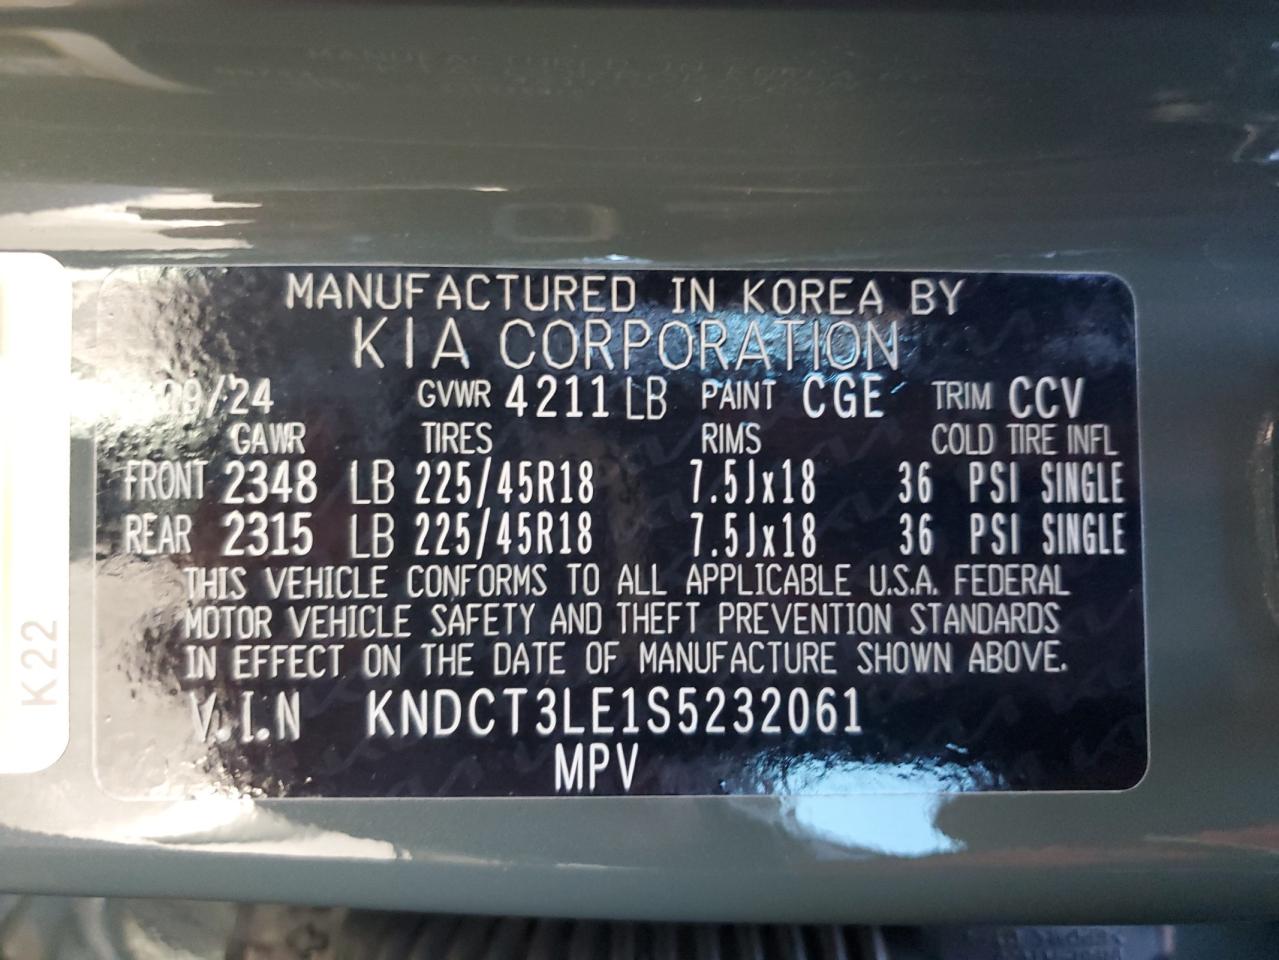 MANUFACTURED IN KOREA BY
KIA CORPORATION
09/'24 GVWR 4211 LB PAINT CGE TRIM CCV
GAWR TIRES RIMS COLD TIRE INFL
FRONT 2348 LB 225/45R18 7.5Jx18 36 PSI SINGLE
REAR 2315 LB 225/45R18 7.5Jx18 36 PSI SINGLE
THIS VEHICLE CONFORMS TO ALL APPLICABLE U.S.A. FEDERAL
MOTOR VEHICLE SAFETY AND THEFT PREVENTION STANDARDS
IN EFFECT ON THE DATE OF MANUFACTURE SHOWN ABOVE.
V.I.N KNDCT3LE1S5232061
MPV
K22